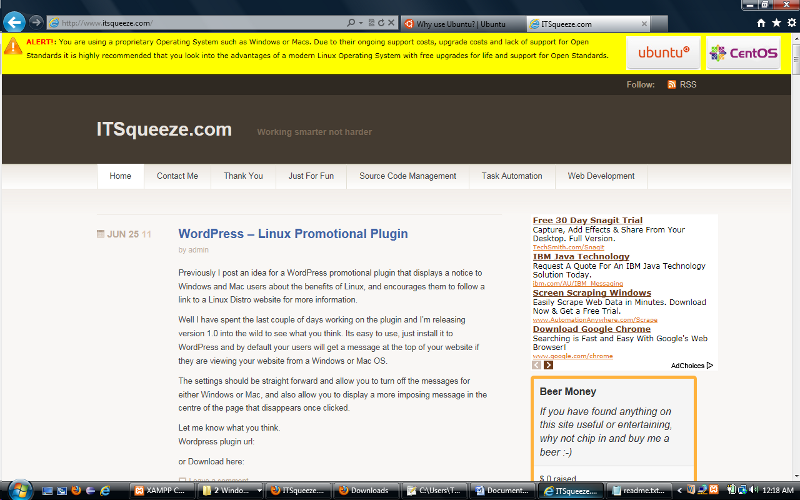 http://www.itsqueeze.com/
Why use Ubuntu? | Ubuntu
ITSqueeze.com
ALERT!: You are using a proprietary Operating System such as Windows or Macs. Due to their ongoing support costs, upgrade costs and lack of support for Open
Standards it is highly recommended that you look into the advantages of a modern Linux Operating System with free upgrades for life and support for Open Standards.
ubuntu
CentOS
Follow: RSS
ITSqueeze.com
Working smarter not harder
Home
Contact Me
Thank You
Just For Fun
Source Code Management
Task Automation
Web Development
JUN 25 11
WordPress – Linux Promotional Plugin
by admin
Previously I post an idea for a WordPress promotional plugin that displays a notice to
Windows and Mac users about the benefits of Linux, and encourages them to follow a
link to a Linux Distro website for more information.
Well I have spent the last couple of days working on the plugin and I'm releasing
version 1.0 into the wild to see what you think. Its easy to use, just install it to
WordPress and by default your users will get a message at the top of your website if
they are viewing your website from a Windows or Mac OS.
The settings should be straight forward and allow you to turn off the messages for
either Windows or Mac, and also allow you to display a more imposing message in the
centre of the page that disappears once clicked.
Let me know what you think.
Wordpress plugin url:
or Download here:
Leave a comment
Free 30 Day Snagit Trial
Capture, Add Effects & Share From Your
Desktop. Full Version.
TechSmith.com/Snagit
IBM Java Technology
Request A Quote For An IBM Java Technology
Solution Today.
ibm.com/AU/IBM_Messaging
Screen Scraping Windows
Easily Scrape Web Data in Minutes. Download
Now & Get a Free Trial.
www.AutomationAnywhere.com/Scrape
Download Google Chrome
Searching is Fast and Easy With Google's Web
Browser!
www.google.com/chrome
AdChoices
Beer Money
If you have found anything on
this site useful or entertaining,
why not chip in and buy me a
beer :-)
$ 0 raised
XAMPP C...
2 Window...
ITSqueeze....
Downloads
C:\Users\T...
Document...
ITSqueeze....
readme.txt...
12:18 AM